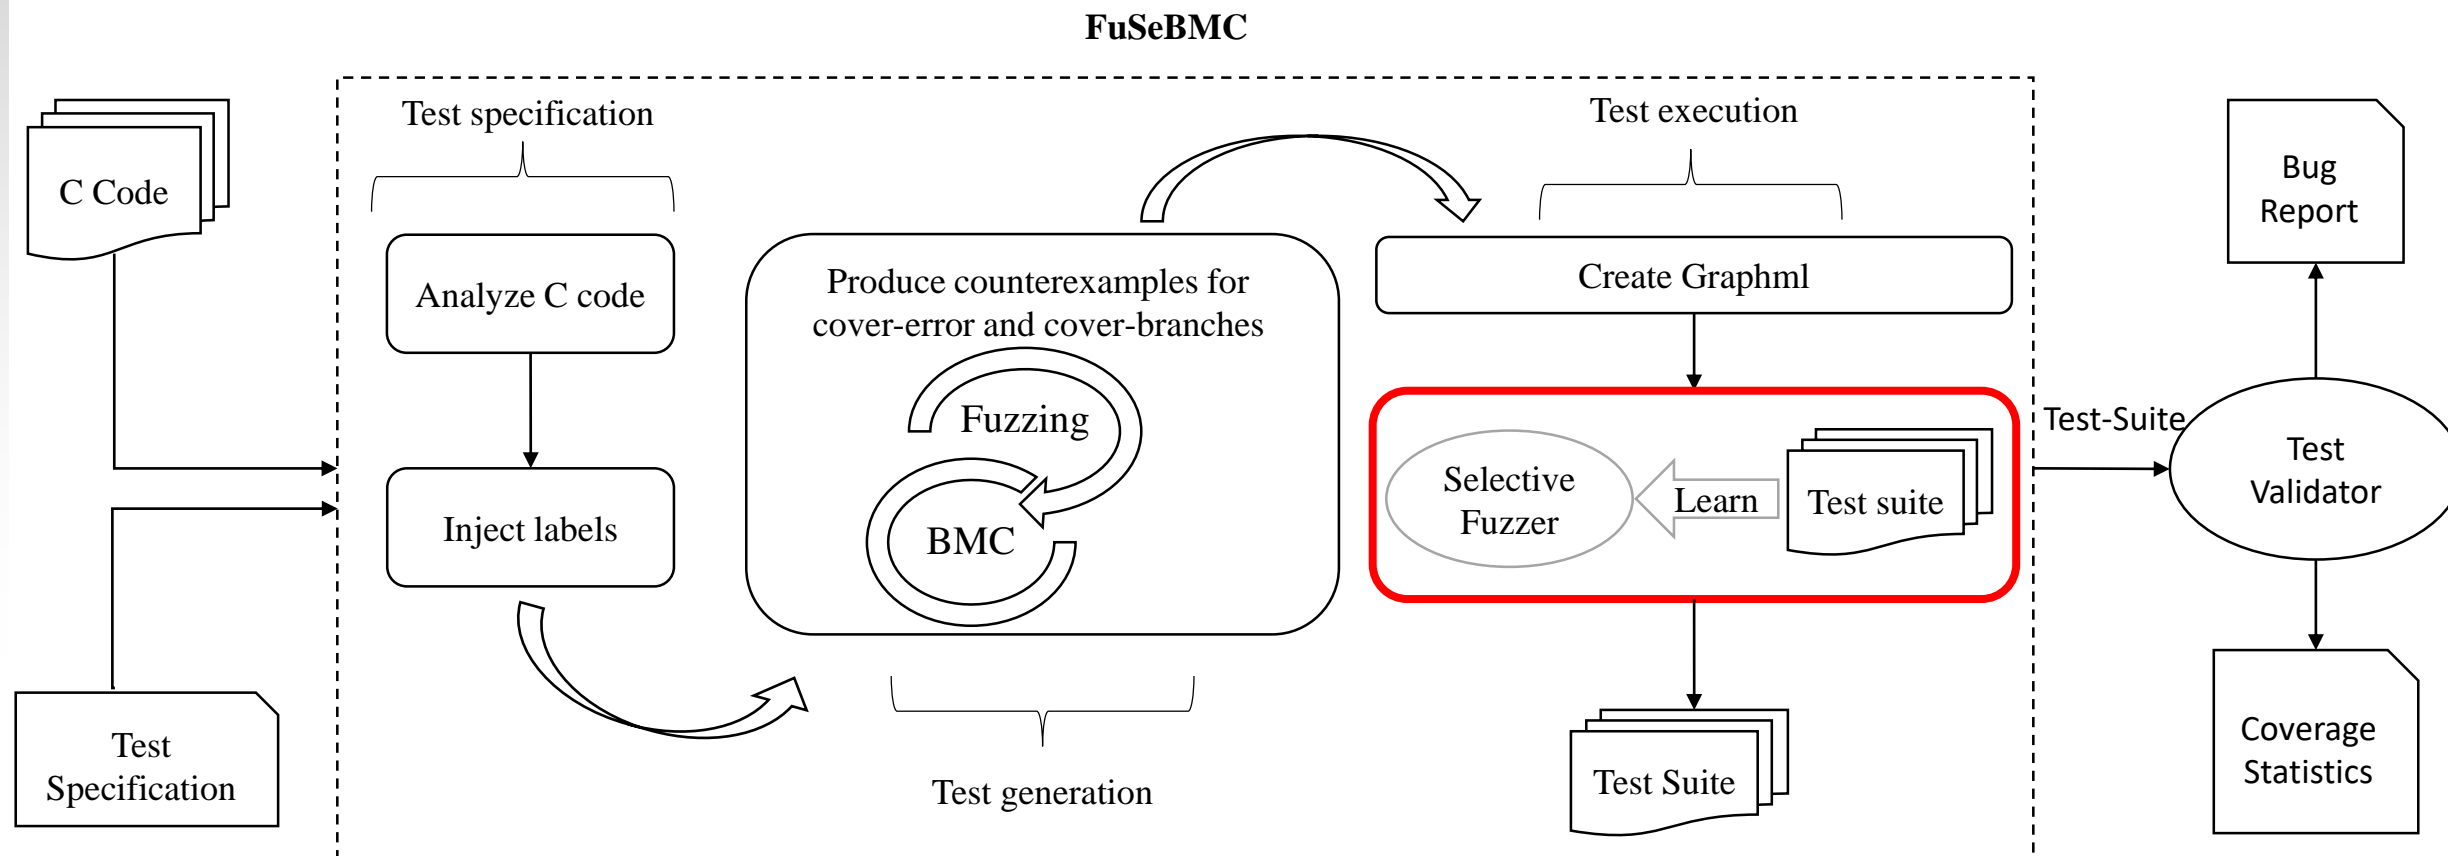 FuSeBMC
C Code
Test
Specification
Test specification
Analyze C code
Inject labels
Produce counterexamples for
cover-error and cover-branches
Fuzzing
BMC
Test generation
Test execution
Create Graphml
Selective
Fuzzer
Learn
Test suite
Test Suite
Test-Suite
Test
Validator
Bug
Report
Coverage
Statistics